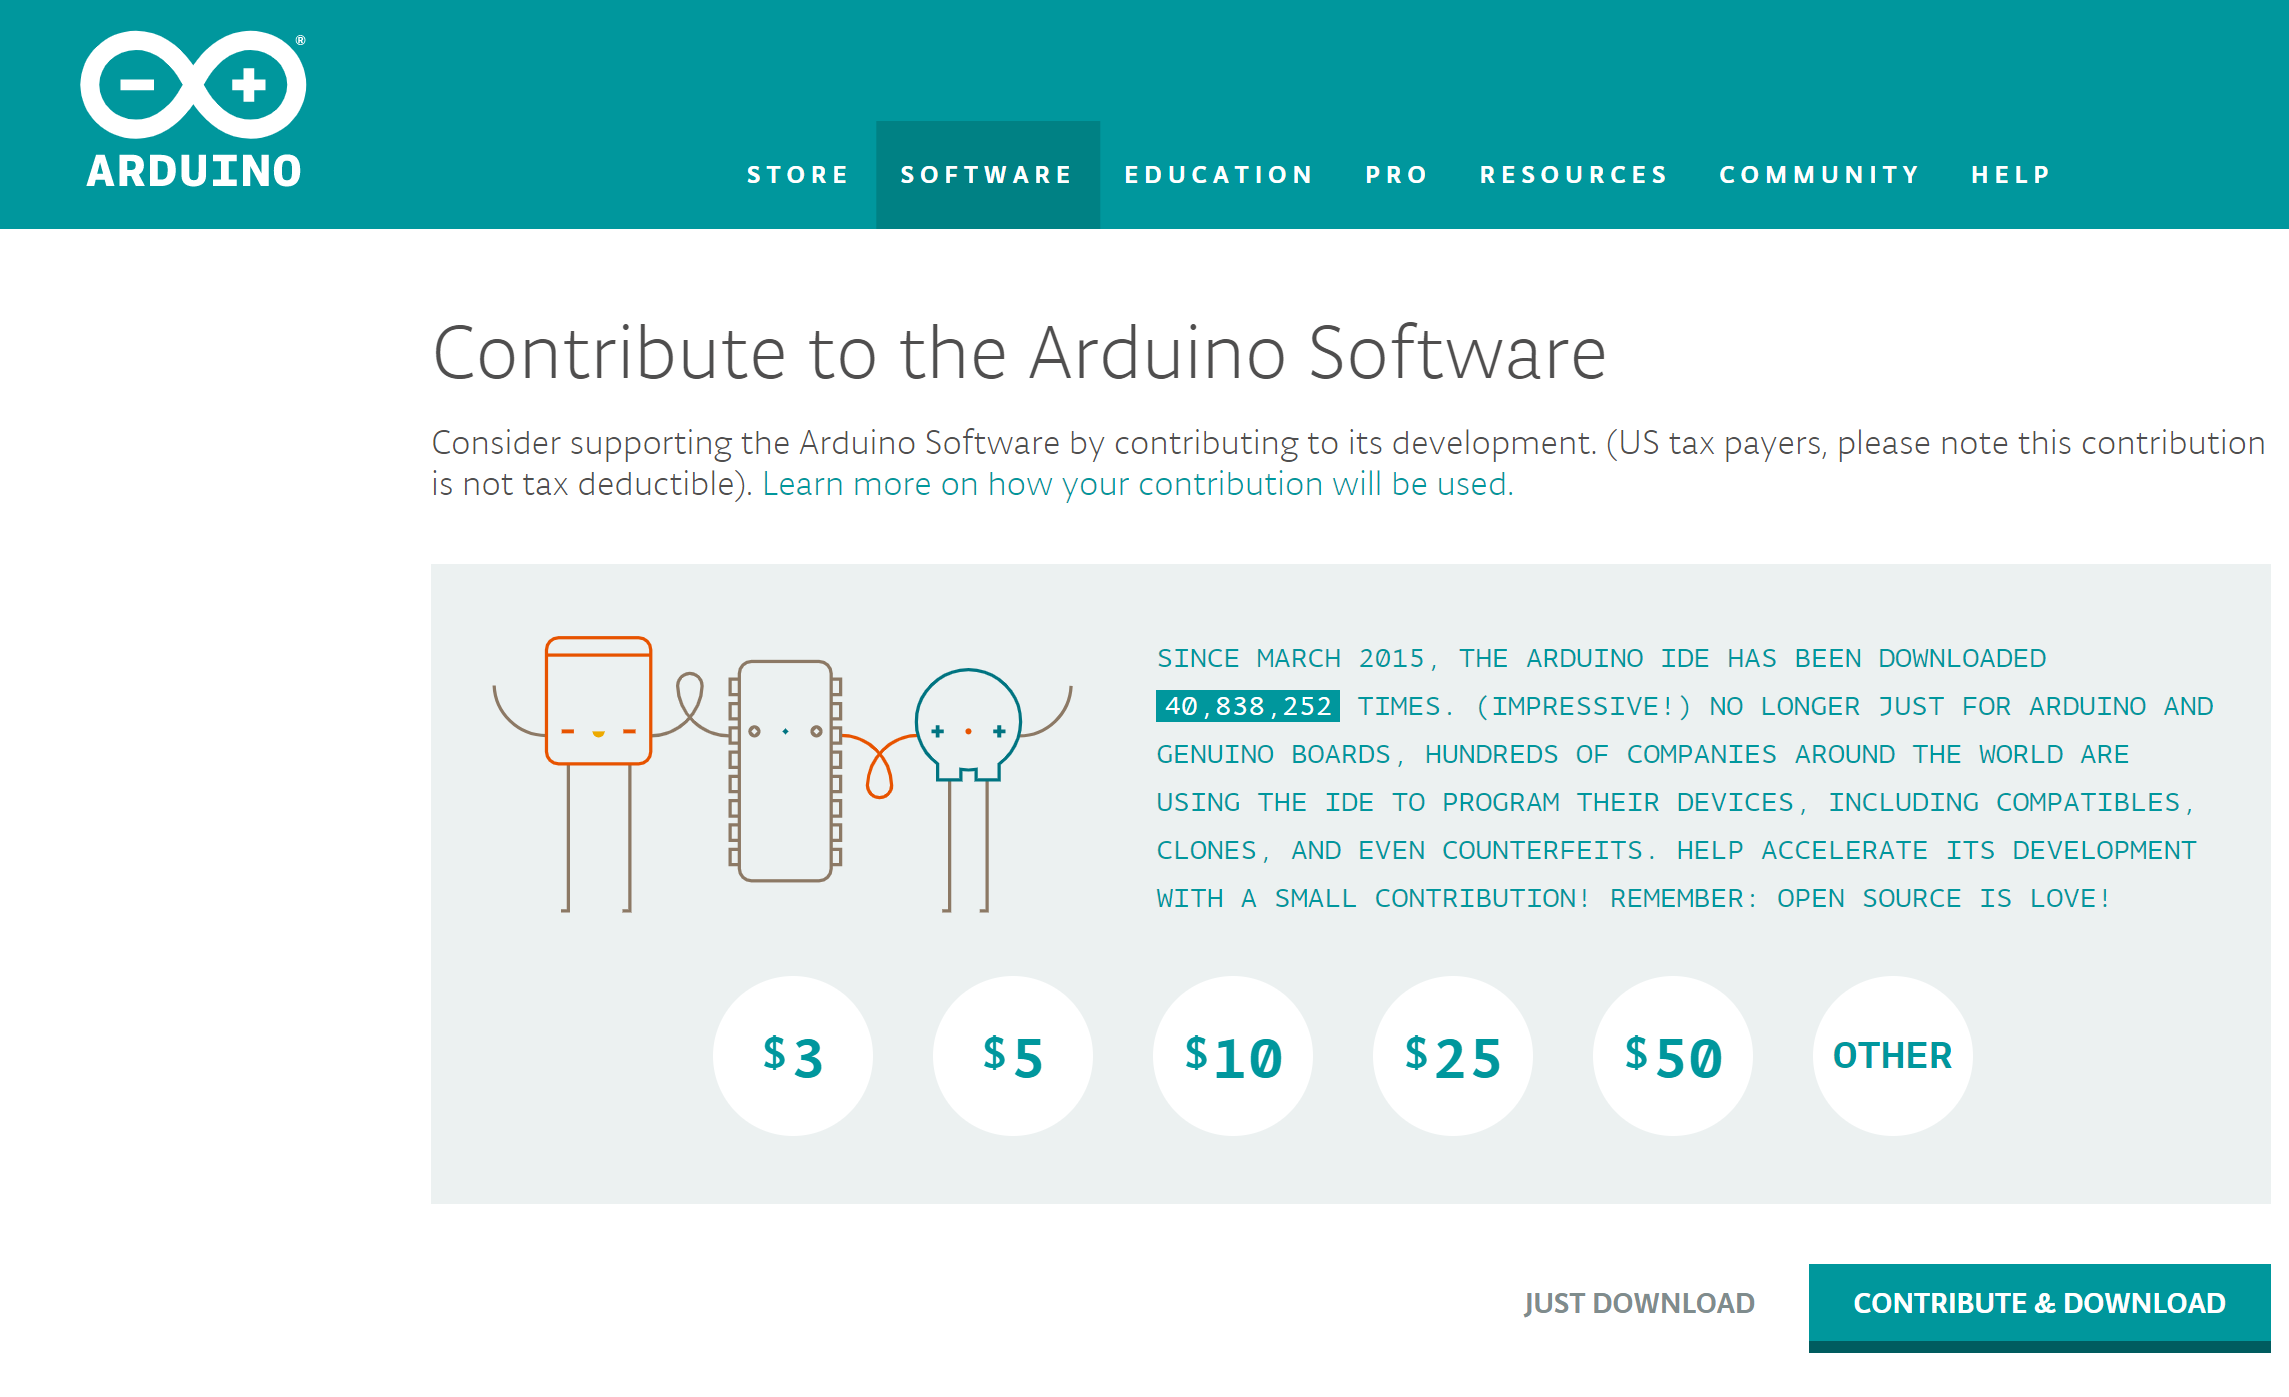 ®
ARDUINO
STORE SOFTWARE EDUCATION PRO RESOURCES COMMUNITY HELP
Contribute to the Arduino Software
Consider supporting the Arduino Software by contributing to its development. (US tax payers, please note this contribution
is not tax deductible). Learn more on how your contribution will be used.
SINCE MARCH 2015, THE ARDUINO IDE HAS BEEN DOWNLOADED
40,838,252 TIMES. (IMPRESSIVE!) NO LONGER JUST FOR ARDUINO AND
GENUINO BOARDS, HUNDREDS OF COMPANIES AROUND THE WORLD ARE
USING THE IDE TO PROGRAM THEIR DEVICES, INCLUDING COMPATIBLES,
CLONES, AND EVEN COUNTERFEITS. HELP ACCELERATE ITS DEVELOPMENT
WITH A SMALL CONTRIBUTION! REMEMBER: OPEN SOURCE IS LOVE!
$3 $5 $10 $25 $50 OTHER
JUST DOWNLOAD CONTRIBUTE & DOWNLOAD